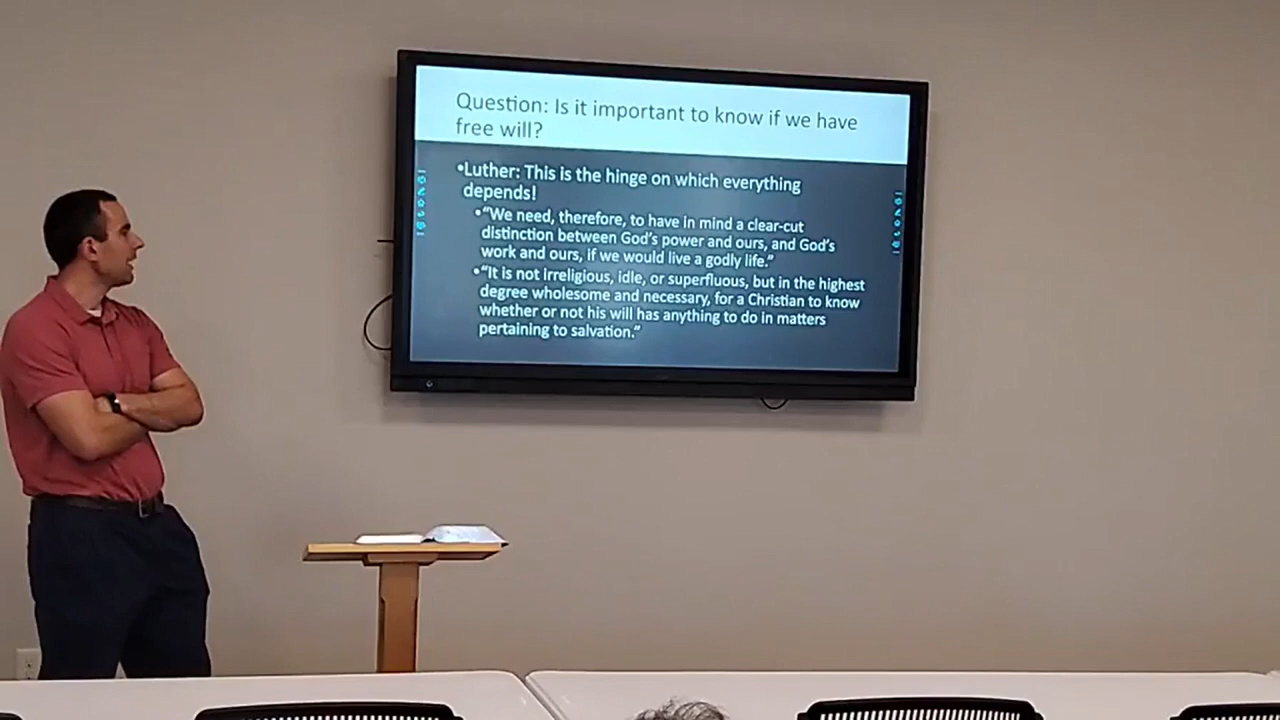 Question: Is it important to know if we have
free will?
•Luther: This is the hinge on which everything
depends!
•"We need, therefore, to have in mind a clear-cut
distinction between God's power and ours, and God's
work and ours, if we would live a godly life."
•"It is not irreligious, idle, or superfluous, but in the highest
degree wholesome and necessary, for a Christian to know
whether or not his will has anything to do in matters
pertaining to salvation."